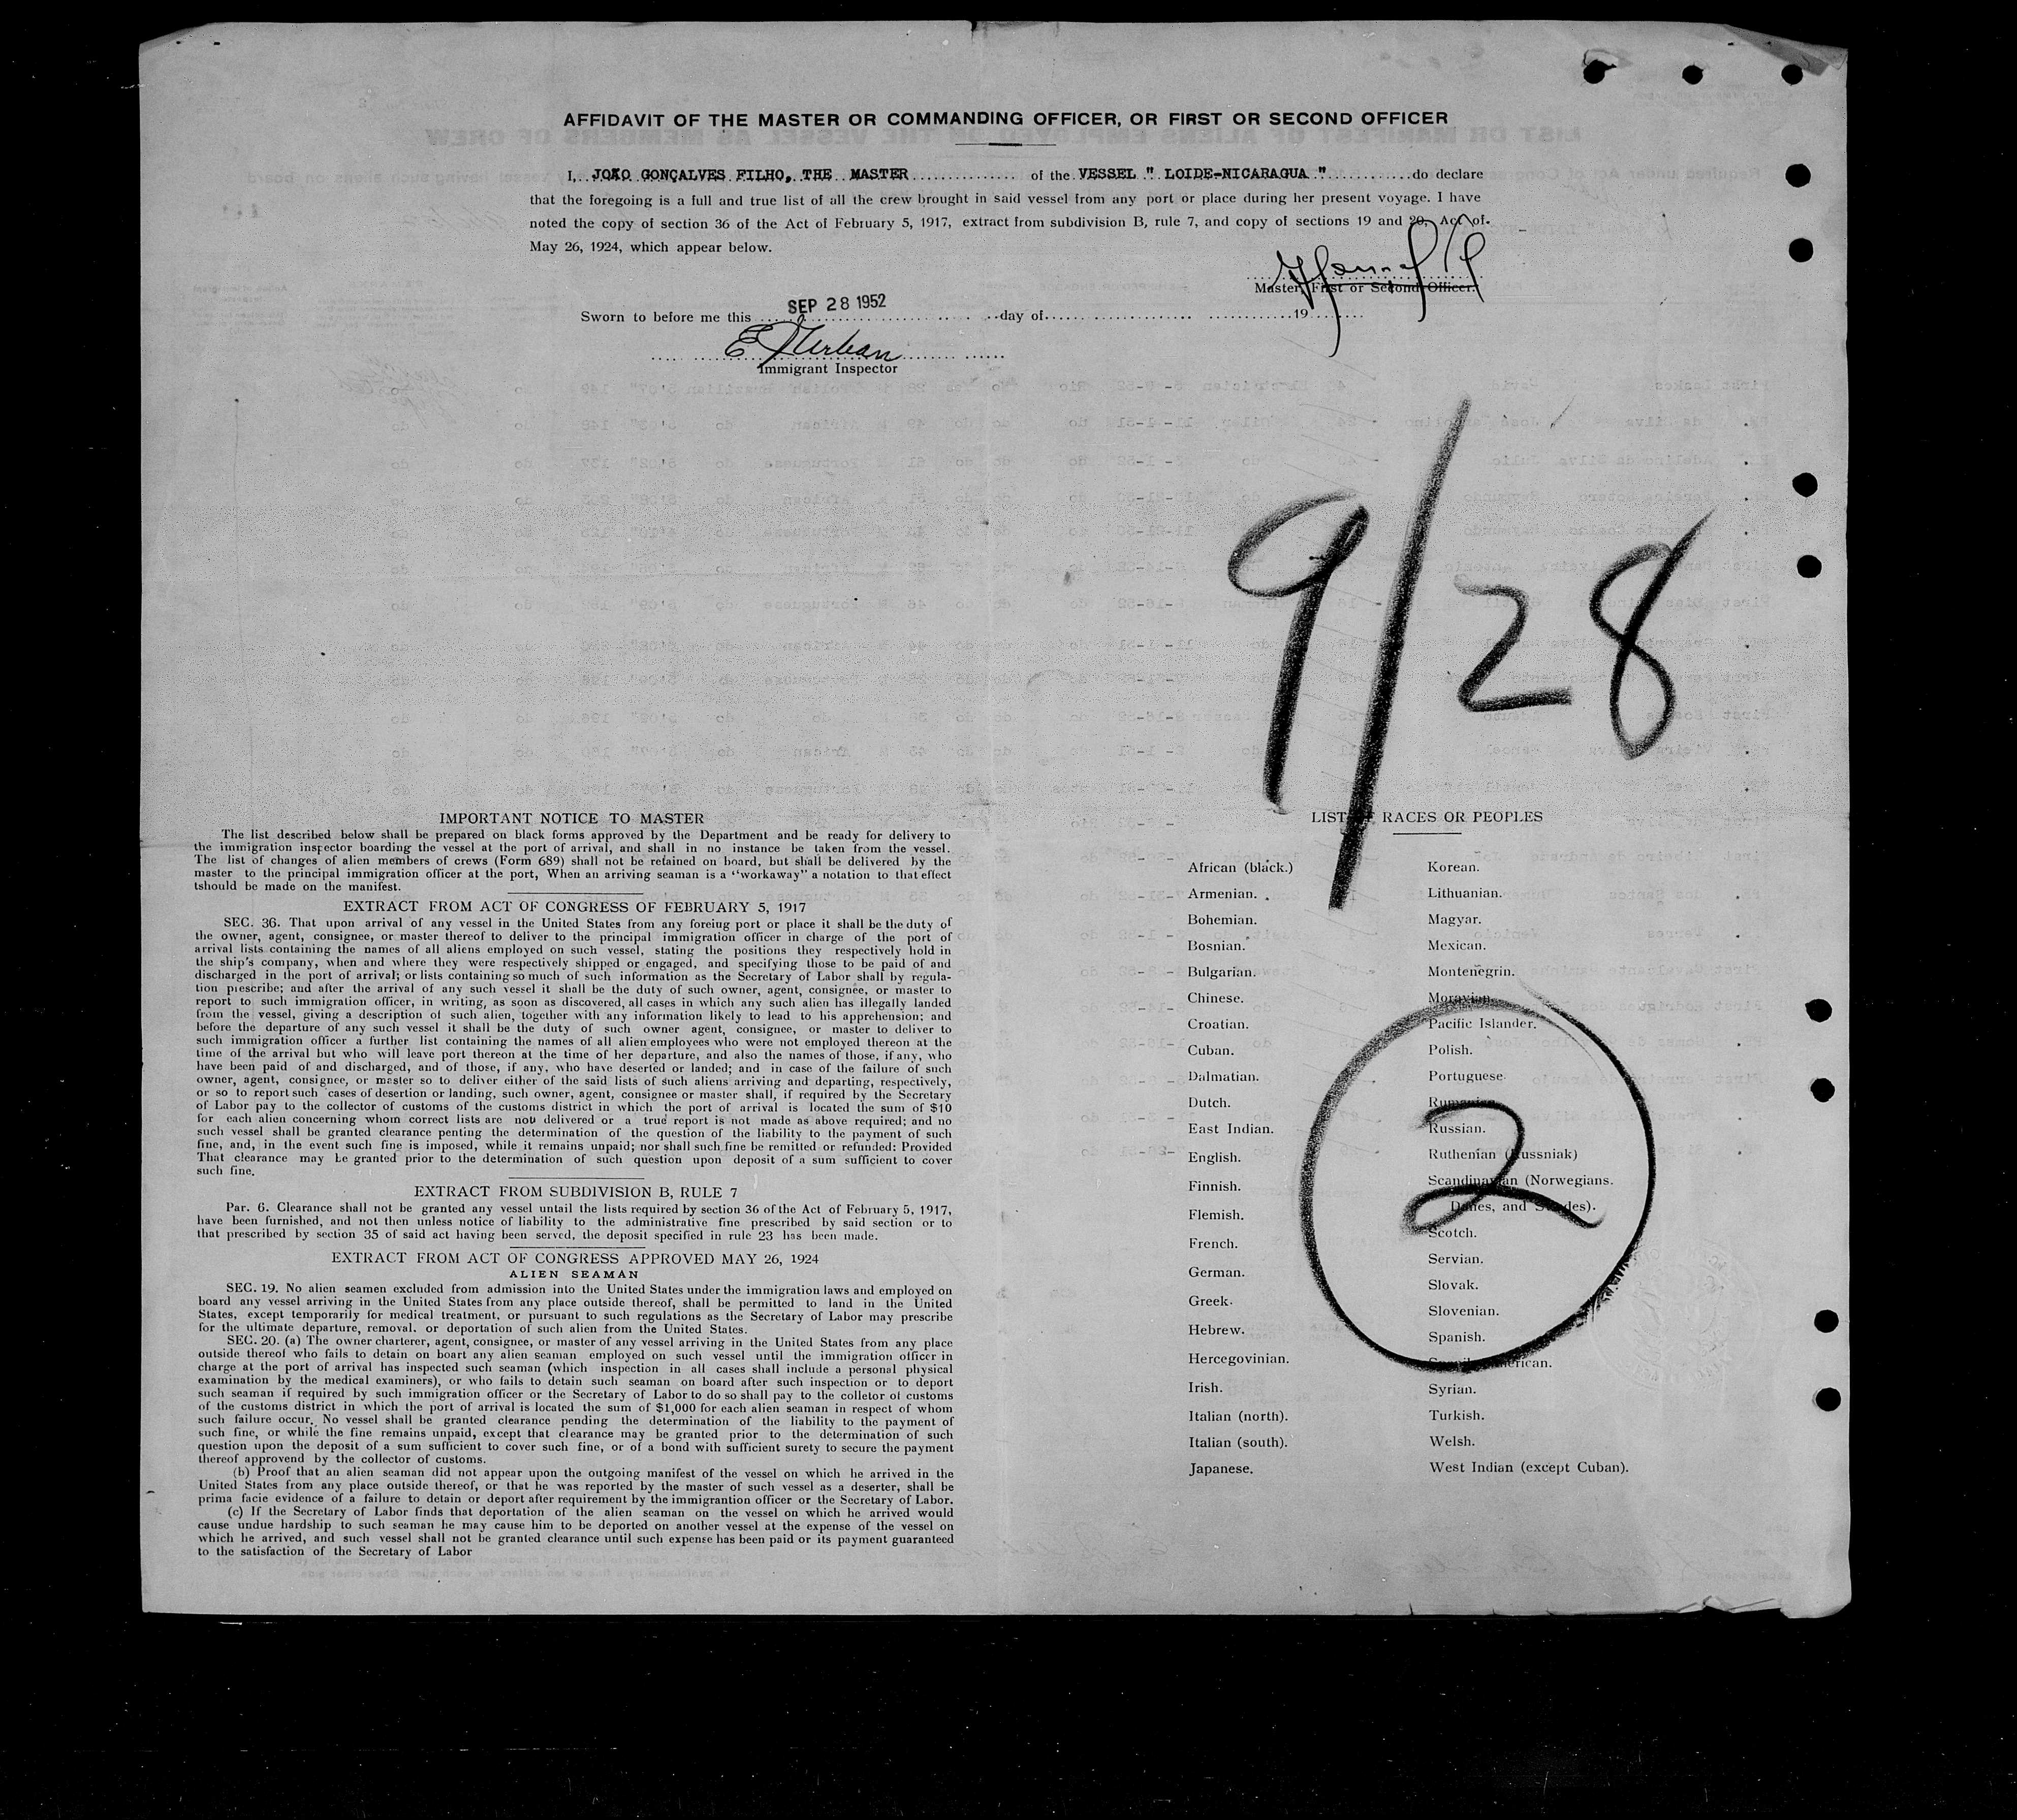 AFFIDAVIT OF THE MASTER OR COMMANDING OFFICER, OR FIRST OR SECOND OFFICER
I, JOÃO GONÇALVES FILHO, THE MASTER of the VESSEL " LOIDE-NICARAGUA " do declare
that the foregoing is a full and true list of all the crew brought in said vessel from any port or place during her present voyage. I have
noted the copy of section 36 of the Act of February 5, 1917, extract from subdivision B, rule 7, and copy of sections 19 and 20, Act of
May 26, 1924, which appear below.
Master, First or Second Officer.
SEP 28 1952
Sworn to before me this day of 19
Immigrant Inspector
9/28
IMPORTANT NOTICE TO MASTER
The list described below shall be prepared on black forms approved by the Department and be ready for delivery to
the immigration inspector boarding the vessel at the port of arrival, and shall in no instance be taken from the vessel.
The list of changes of alien members of crews (Form 689) shall not be retained on board, but shall be delivered by the
master to the principal immigration officer at the port, When an arriving seaman is a "workaway" a notation to that effect
tshould be made on the manifest.
EXTRACT FROM ACT OF CONGRESS OF FEBRUARY 5, 1917
SEC. 36. That upon arrival of any vessel in the United States from any foreing port or place it shall be the duty of
the owner, agent, consignee, or master thereof to deliver to the principal immigration officer in charge of the port of
arrival lists containing the names of all aliens employed on such vessel, stating the positions they respectively hold in
the ship's company, when and where they were respectively shipped or engaged, and specifying those to be paid of and
discharged in the port of arrival; or lists containing so much of such information as the Secretary of Labor shall by regula-
tion prescribe; and after the arrival of any such vessel it shall be the duty of such owner, agent, consignee, or master to
report to such immigration officer, in writing, as soon as discovered, all cases in which any such alien has illegally landed
from the vessel, giving a description of such alien, together with any information likely to lead to his apprehension; and
before the departure of any such vessel it shall be the duty of such owner agent, consignee, or master to deliver to
such immigration officer a further list containing the names of all alien employees who were not employed thereon at the
time of the arrival but who will leave port thereon at the time of her departure, and also the names of those, if any, who
have been paid of and discharged, and of those, if any, who have deserted or landed; and in case of the failure of such
owner, agent, consignee, or master so to deliver either of the said lists of such aliens arriving and departing, respectively,
or so to report such cases of desertion or landing, such owner, agent, consignee or master shall, if required by the Secretary
of Labor pay to the collector of customs of the customs district in which the port of arrival is located the sum of $10
for each alien concerning whom correct lists are not delivered or a true report is not made as above required; and no
such vessel shall be granted clearance penting the determination of the question of the liability to the payment of such
fine, and, in the event such fine is imposed, while it remains unpaid; nor shall such fine be remitted or refunded: Provided
That clearance may be granted prior to the determination of such question upon deposit of a sum sufficient to cover
such fine.
EXTRACT FROM SUBDIVISION B, RULE 7
Par. 6. Clearance shall not be granted any vessel untail the lists required by section 36 of the Act of February 5, 1917,
have been furnished, and not then unless notice of liability to the administrative fine prescribed by said section or to
that prescribed by section 35 of said act having been served, the deposit specified in rule 23 has been made.
EXTRACT FROM ACT OF CONGRESS APPROVED MAY 26, 1924
ALIEN SEAMAN
SEC. 19. No alien seamen excluded from admission into the United States under the immigration laws and employed on
board any vessel arriving in the United States from any place outside thereof, shall be permitted to land in the United
States, except temporarily for medical treatment, or pursuant to such regulations as the Secretary of Labor may prescribe
for the ultimate departure, removal. or deportation of such alien from the United States.
SEC. 20. (a) The owner charterer, agent, consignee, or master of any vessel arriving in the United States from any place
outside thereof who fails to detain on boart any alien seaman employed on such vessel until the immigration officer in
charge at the port of arrival has inspected such seaman (which inspection in all cases shall include a personal physical
examination by the medical examiners), or who fails to detain such seaman on board after such inspection or to deport
such seaman if required by such immigration officer or the Secretary of Labor to do so shall pay to the colletor of customs
of the customs district in which the port of arrival is located the sum of $1,000 for each alien seaman in respect of whom
such failure occur. No vessel shall be granted clearance pending the determination of the liability to the payment of
such fine, or while the fine remains unpaid, except that clearance may be granted prior to the determination of such
question upon the deposit of a sum sufficient to cover such fine, or of a bond with sufficient surety to secure the payment
thereof approvend by the collector of customs.
(b) Proof that an alien seaman did not appear upon the outgoing manifest of the vessel on which he arrived in the
United States from any place outside thereof, or that he was reported by the master of such vessel as a deserter, shall be
prima facie evidence of a failure to detain or deport after requirement by the immigrantion officer or the Secretary of Labor.
(c) If the Secretary of Labor finds that deportation of the alien seaman on the vessel on which he arrived would
cause undue hardship to such seaman he may cause him to be deported on another vessel at the expense of the vessel on
which he arrived, and such vessel shall not be granted clearance until such expense has been paid or its payment guaranteed
to the satisfaction of the Secretary of Labor
LIST OF RACES OR PEOPLES
African (black.)
Armenian.
Bohemian.
Bosnian.
Bulgarian.
Chinese.
Croatian.
Cuban.
Dalmatian.
Dutch.
East Indian.
English.
Finnish.
Flemish.
French.
German.
Greek.
Hebrew.
Hercegovinian.
Irish.
Italian (north).
Italian (south).
Japanese.
Korean.
Lithuanian.
Magyar.
Mexican.
Montenegrin.
Moravian.
Pacific Islander.
Polish.
Portuguese
Rumanian.
Russian.
Ruthenian (Russniak)
Scandinavian (Norwegians.
Danes, and Swedes).
Scotch.
Servian.
Slovak.
Slovenian.
Spanish.
Spanish American.
Syrian.
Turkish.
Welsh.
West Indian (except Cuban).
2